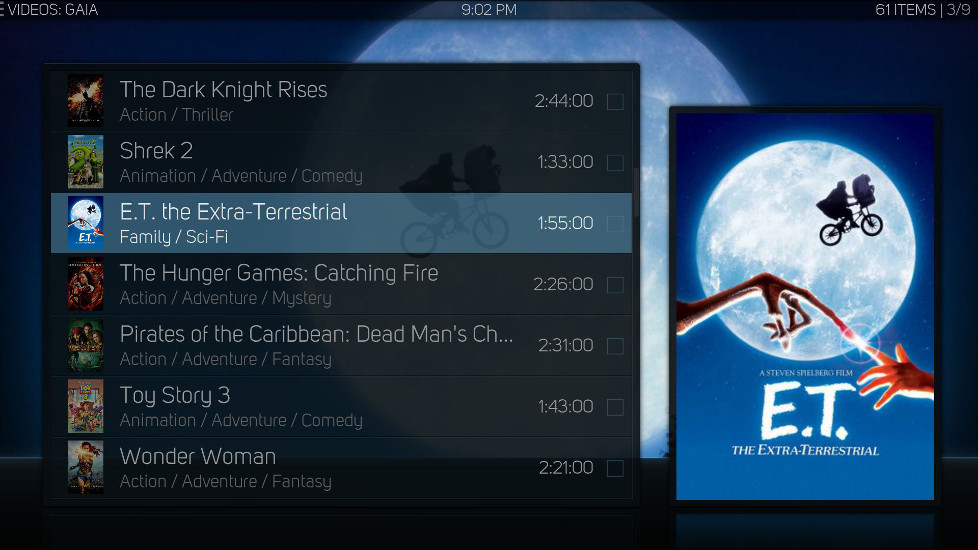 VIDEOS: GAIA
9:02 PM
61 ITEMS | 3/9
The Dark Knight Rises
2:44:00
Action / Thriller
Shrek 2
1:33:00
Animation / Adventure / Comedy
E.T. the Extra-Terrestrial
1:55:00
Family / Sci-Fi
The Hunger Games: Catching Fire
2:26:00
Action / Adventure / Mystery
Pirates of the Caribbean: Dead Man's Ch...
2:31:00
Action / Adventure / Fantasy
Toy Story 3
1:43:00
Animation / Adventure / Comedy
Wonder Woman
2:21:00
Action / Adventure / Fantasy
A STEVEN SPIELBERG FILM
E.T.
THE EXTRA-TERRESTRIAL
E.T.